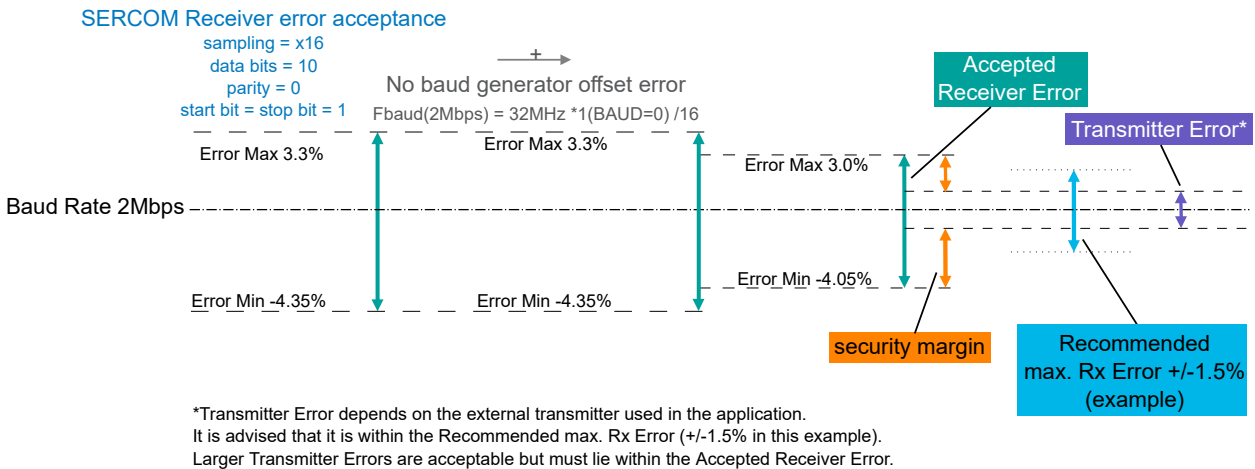 SERCOM Receiver error acceptance
sampling = x16
data bits = 10
parity = 0
start bit = stop bit = 1
+
No baud generator offset error
Fbaud(2Mbps) = 32MHz *1(BAUD=0) /16
Accepted
Receiver Error
Transmitter Error*
Error Max 3.3%
Error Max 3.3%
Error Max 3.0%
Baud Rate 2Mbps
Error Min -4.35%
Error Min -4.35%
Error Min -4.05%
security margin
Recommended
max. Rx Error +/-1.5%
(example)
*Transmitter Error depends on the external transmitter used in the application.
It is advised that it is within the Recommended max. Rx Error (+/-1.5% in this example).
Larger Transmitter Errors are acceptable but must lie within the Accepted Receiver Error.